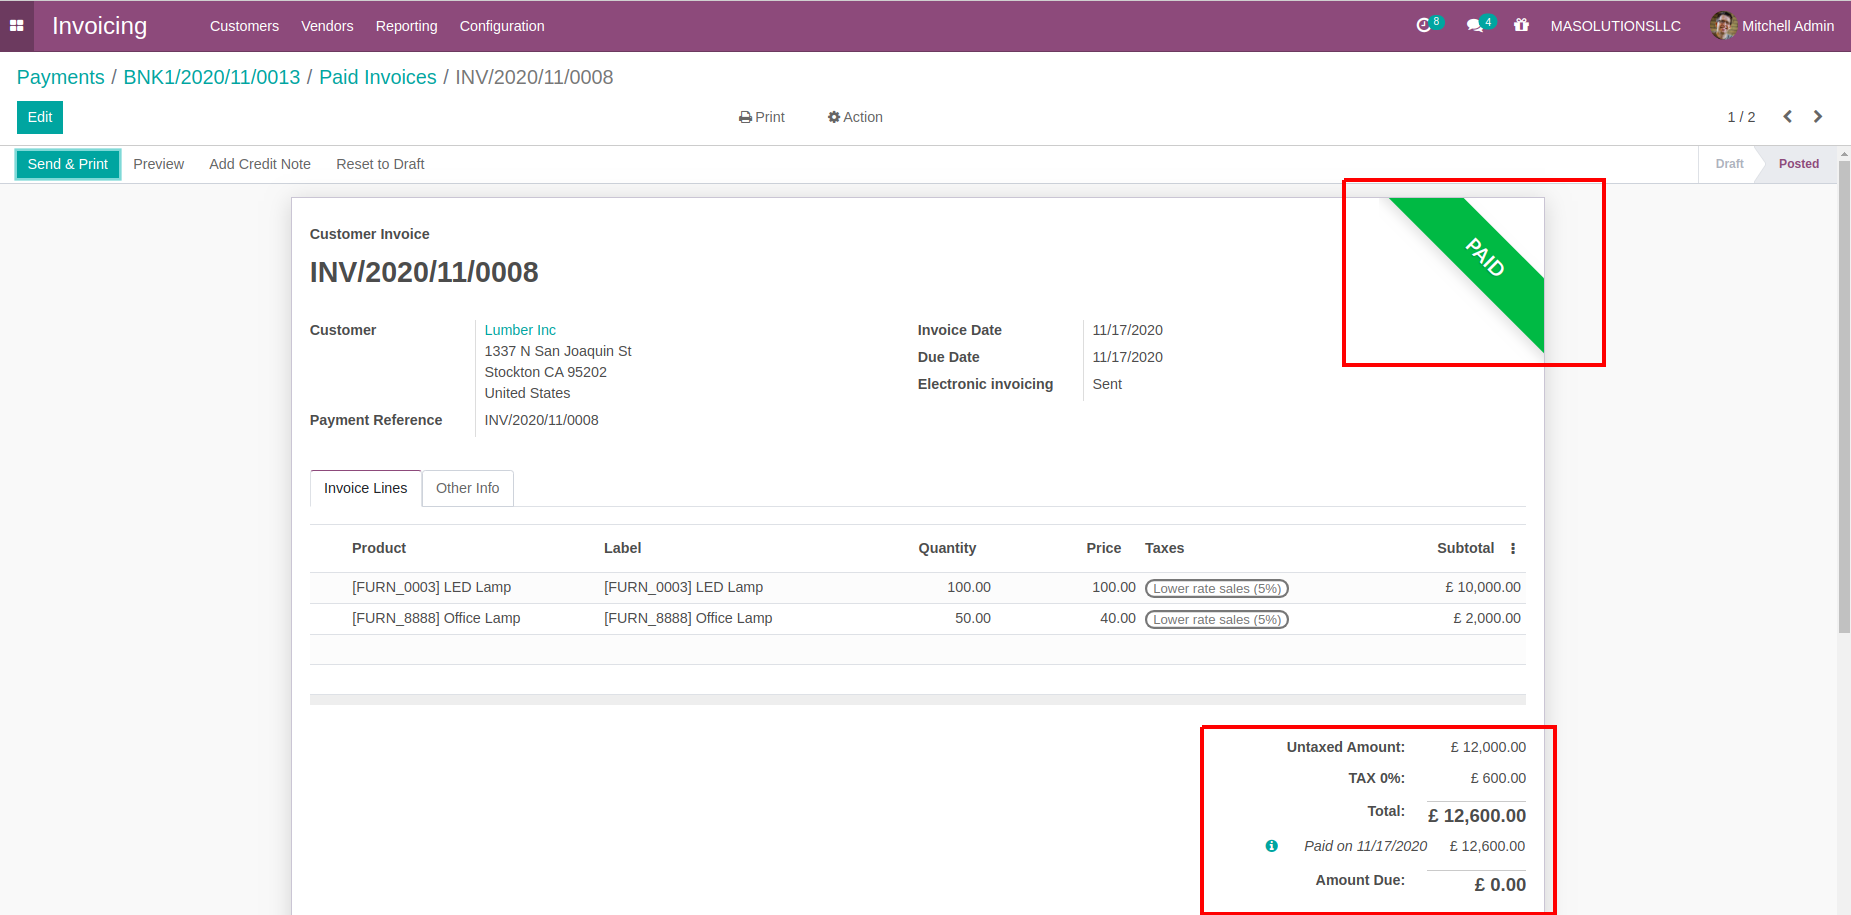 Invoicing Customers Vendors Reporting Configuration 8 4 MASOLUTIONSLLC Mitchell Admin
Payments / BNK1/2020/11/0013 / Paid Invoices / INV/2020/11/0008
Edit Print Action 1 / 2
Send & Print Preview Add Credit Note Reset to Draft Draft Posted
PAID
Customer Invoice
INV/2020/11/0008
Customer Lumber Inc Invoice Date 11/17/2020
1337 N San Joaquin St Due Date 11/17/2020
Stockton CA 95202 Electronic invoicing Sent
United States
Payment Reference INV/2020/11/0008
Invoice Lines Other Info
Product Label Quantity Price Taxes Subtotal
[FURN_0003] LED Lamp [FURN_0003] LED Lamp 100.00 100.00 Lower rate sales (5%) £ 10,000.00
[FURN_8888] Office Lamp [FURN_8888] Office Lamp 50.00 40.00 Lower rate sales (5%) £ 2,000.00
Untaxed Amount: £ 12,000.00
TAX 0%: £ 600.00
Total: £ 12,600.00
Paid on 11/17/2020 £ 12,600.00
Amount Due: £ 0.00